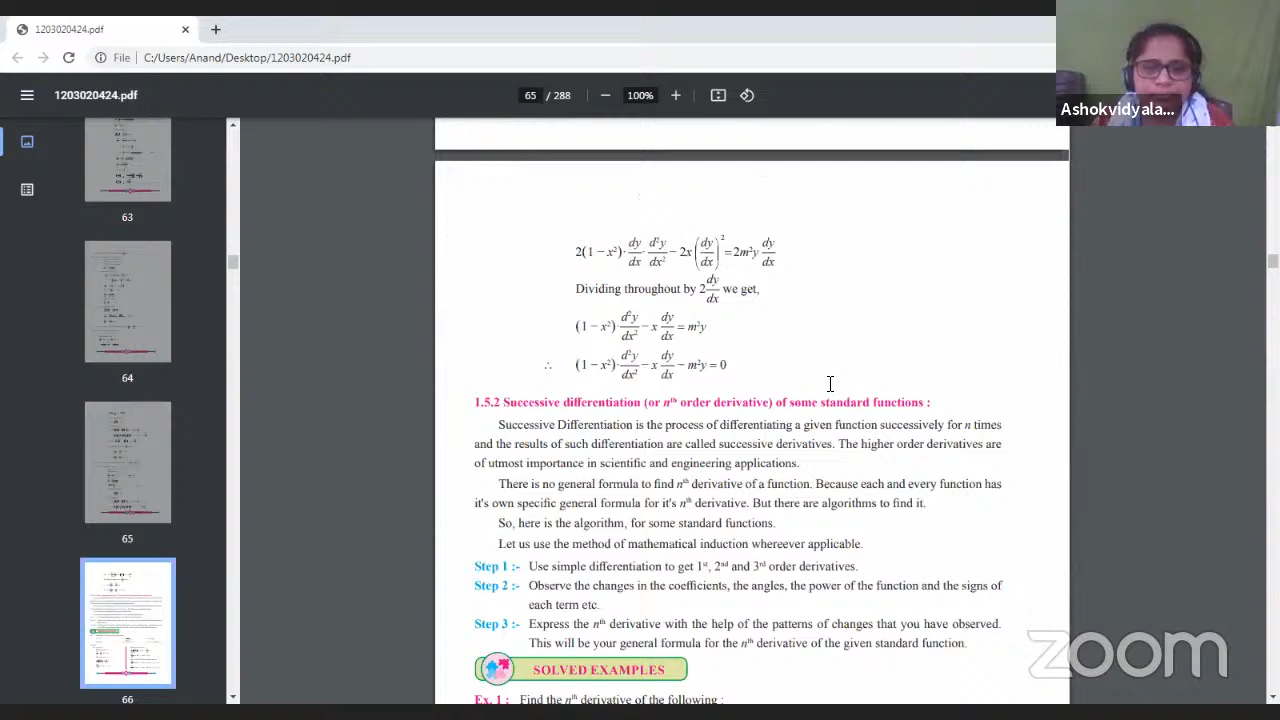 1203020424.pdf
File | C:/Users/Anand/Desktop/1203020424.pdf
1203020424.pdf 65 / 288 100%
Ashokvidyala...
63
64
65
66
2(1 − x²)· dy/dx · d²y/dx² − 2x (dy/dx)² = 2m²y dy/dx
Dividing throughout by 2 dy/dx we get,
(1 − x²)· d²y/dx² − x dy/dx = m²y
∴ (1 − x²)· d²y/dx² − x dy/dx − m²y = 0
1.5.2 Successive differentiation (or nth order derivative) of some standard functions :
Successive Differentiation is the process of differentiating a given function successively for n times
and the results of such differentiation are called successive derivatives. The higher order derivatives are
of utmost importance in scientific and engineering applications.
There is no general formula to find nth derivative of a function. Because each and every function has
it's own specific general formula for it's nth derivative. But there are algorithms to find it.
So, here is the algorithm, for some standard functions.
Let us use the method of mathematical induction whereever applicable.
Step 1 :- Use simple differentiation to get 1st, 2nd and 3rd order derivatives.
Step 2 :- Observe the changes in the coefficients, the angles, the power of the function and the signs of
each term etc.
Step 3 :- Express the nth derivative with the help of the patterns of changes that you have observed.
This will be your general formula for the nth derivative of the given standard function.
SOLVED EXAMPLES
Ex. 1 : Find the nth derivative of the following :
zoom